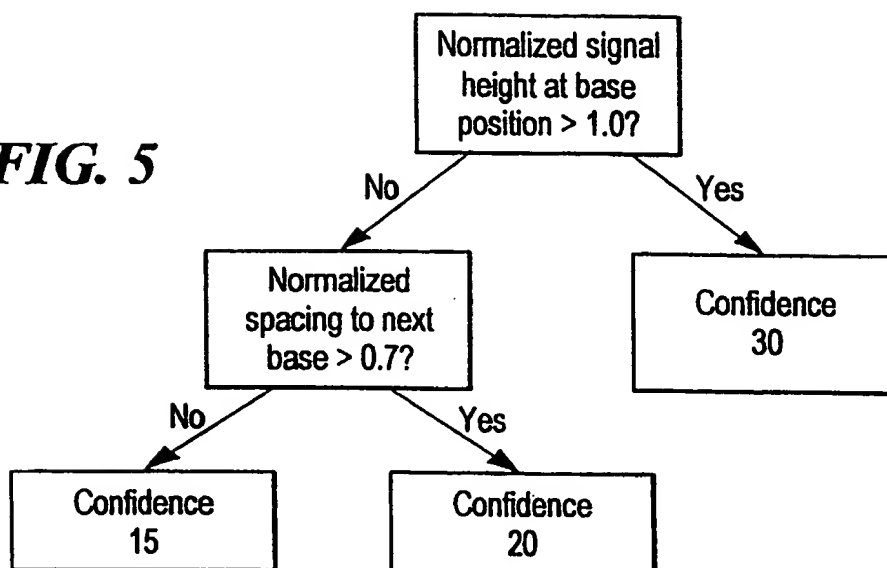 FIG. 5
Normalized signal
height at base
position > 1.0?
No
Yes
Normalized
spacing to next
base > 0.7?
Confidence
30
No
Yes
Confidence
15
Confidence
20